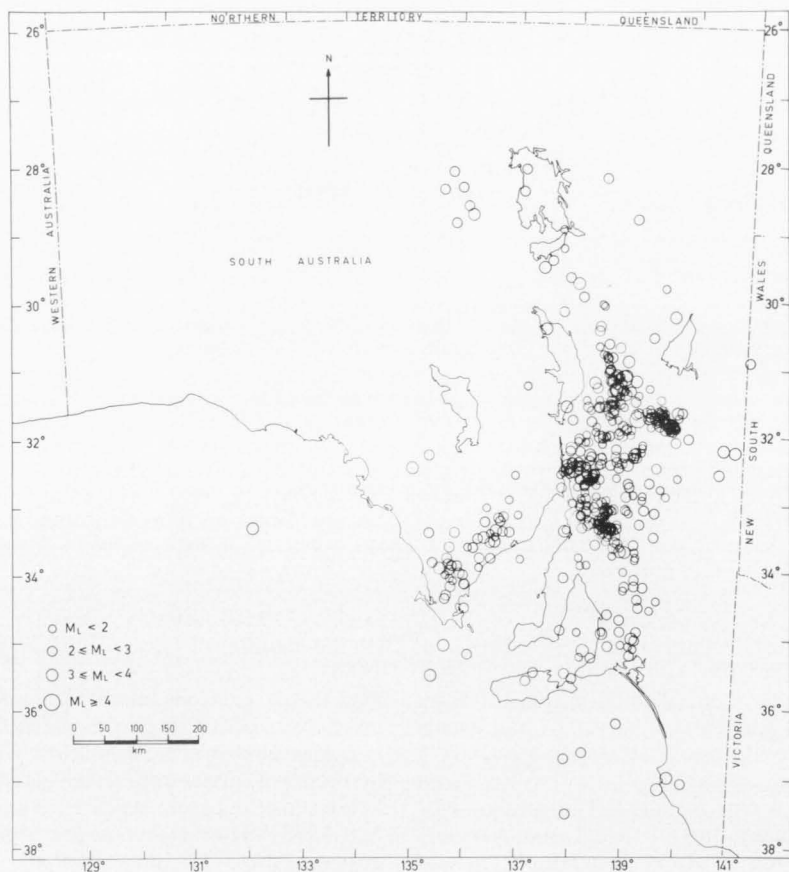 NORTHERN TERRITORY QUEENSLAND
26° 26°
N
QUEENSLAND
28° 28°
WESTERN AUSTRALIA
SOUTH AUSTRALIA
30° 30°
NEW SOUTH WALES
32° 32°
34° 34°
M_L < 2
2 ≤ M_L < 3
3 ≤ M_L < 4
M_L ≥ 4
36° 36°
0 50 100 150 200
km
VICTORIA
38° 38°
129° 131° 133° 135° 137° 139° 141°